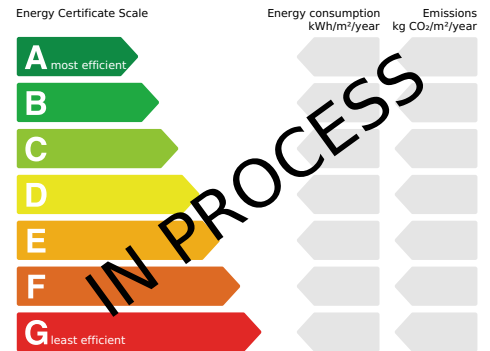 Energy Certificate Scale
Energy consumption
kWh/m²/year
Emissions
kg CO₂/m²/year
A most efficient
B
C
D
E
F
G least efficient
IN PROCESS